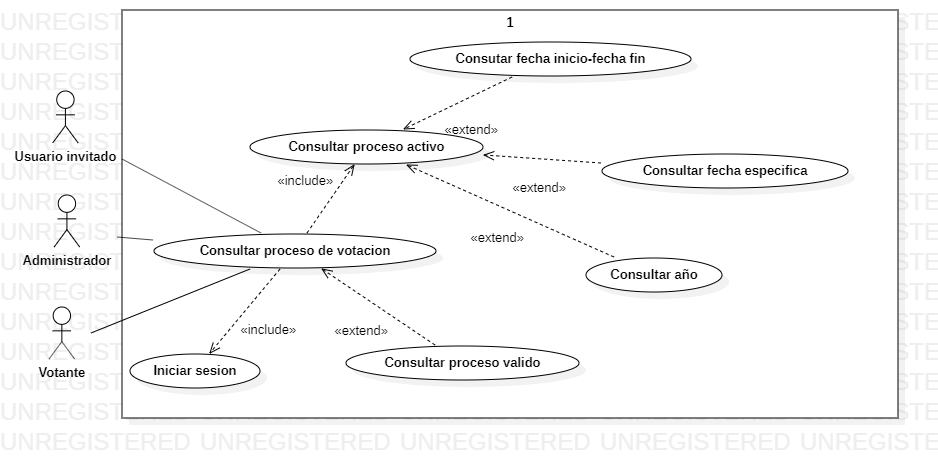 1
Consutar fecha inicio-fecha fin
«extend»
Usuario invitado
Consultar proceso activo
Consultar fecha especifica
«include»
«extend»
Administrador
Consultar proceso de votacion
«extend»
Consultar año
«include»
«extend»
Votante
Iniciar sesion
Consultar proceso valido
UNREGISTERED UNREGISTERED UNREGISTERED UNREGISTERED